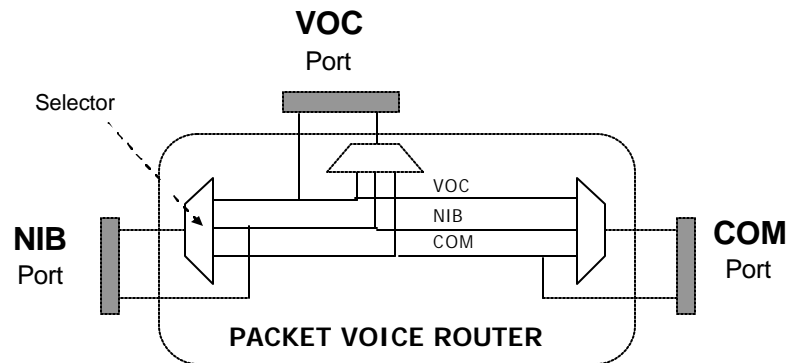 VOC
Port
Selector
VOC
NIB
COM
NIB
Port
COM
Port
PACKET VOICE ROUTER